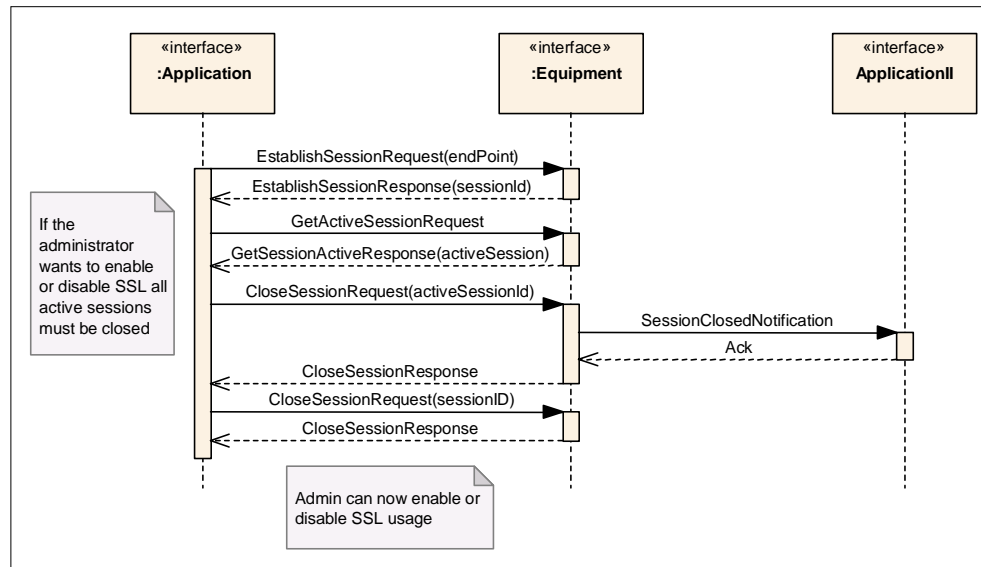 «interface»
:Application
«interface»
:Equipment
«interface»
ApplicationII
EstablishSessionRequest(endPoint)
EstablishSessionResponse(sessionId)
If the
administrator
wants to enable
or disable SSL all
active sessions
must be closed
GetActiveSessionRequest
GetSessionActiveResponse(activeSession)
CloseSessionRequest(activeSessionId)
SessionClosedNotification
Ack
CloseSessionResponse
CloseSessionRequest(sessionID)
CloseSessionResponse
Admin can now enable or
disable SSL usage